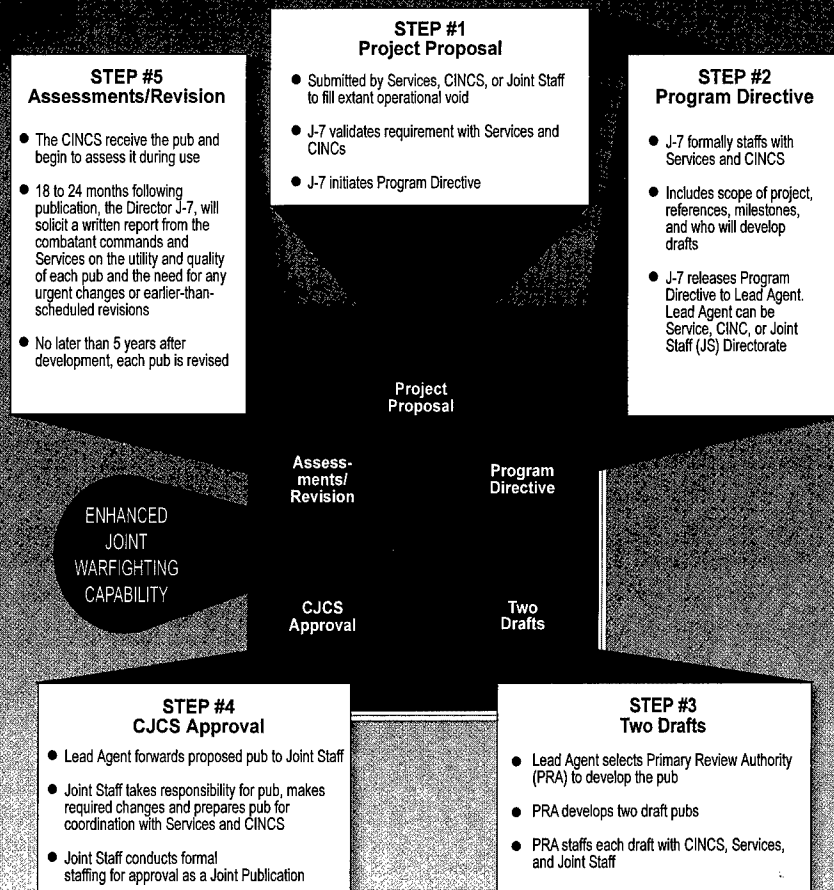 STEP #1
Project Proposal
● Submitted by Services, CINCS, or Joint Staff
to fill extant operational void
● J-7 validates requirement with Services and
CINCs
● J-7 initiates Program Directive
STEP #2
Program Directive
● J-7 formally staffs with
Services and CINCS
● Includes scope of project,
references, milestones,
and who will develop
drafts
● J-7 releases Program
Directive to Lead Agent.
Lead Agent can be
Service, CINC, or Joint
Staff (JS) Directorate
STEP #3
Two Drafts
● Lead Agent selects Primary Review Authority
(PRA) to develop the pub
● PRA develops two draft pubs
● PRA staffs each draft with CINCS, Services,
and Joint Staff
STEP #4
CJCS Approval
● Lead Agent forwards proposed pub to Joint Staff
● Joint Staff takes responsibility for pub, makes
required changes and prepares pub for
coordination with Services and CINCS
● Joint Staff conducts formal
staffing for approval as a Joint Publication
STEP #5
Assessments/Revision
● The CINCS receive the pub and
begin to assess it during use
● 18 to 24 months following
publication, the Director J-7, will
solicit a written report from the
combatant commands and
Services on the utility and quality
of each pub and the need for any
urgent changes or earlier-than-
scheduled revisions
● No later than 5 years after
development, each pub is revised
Project
Proposal
Assess-
ments/
Revision
Program
Directive
CJCS
Approval
Two
Drafts
ENHANCED
JOINT
WARFIGHTING
CAPABILITY